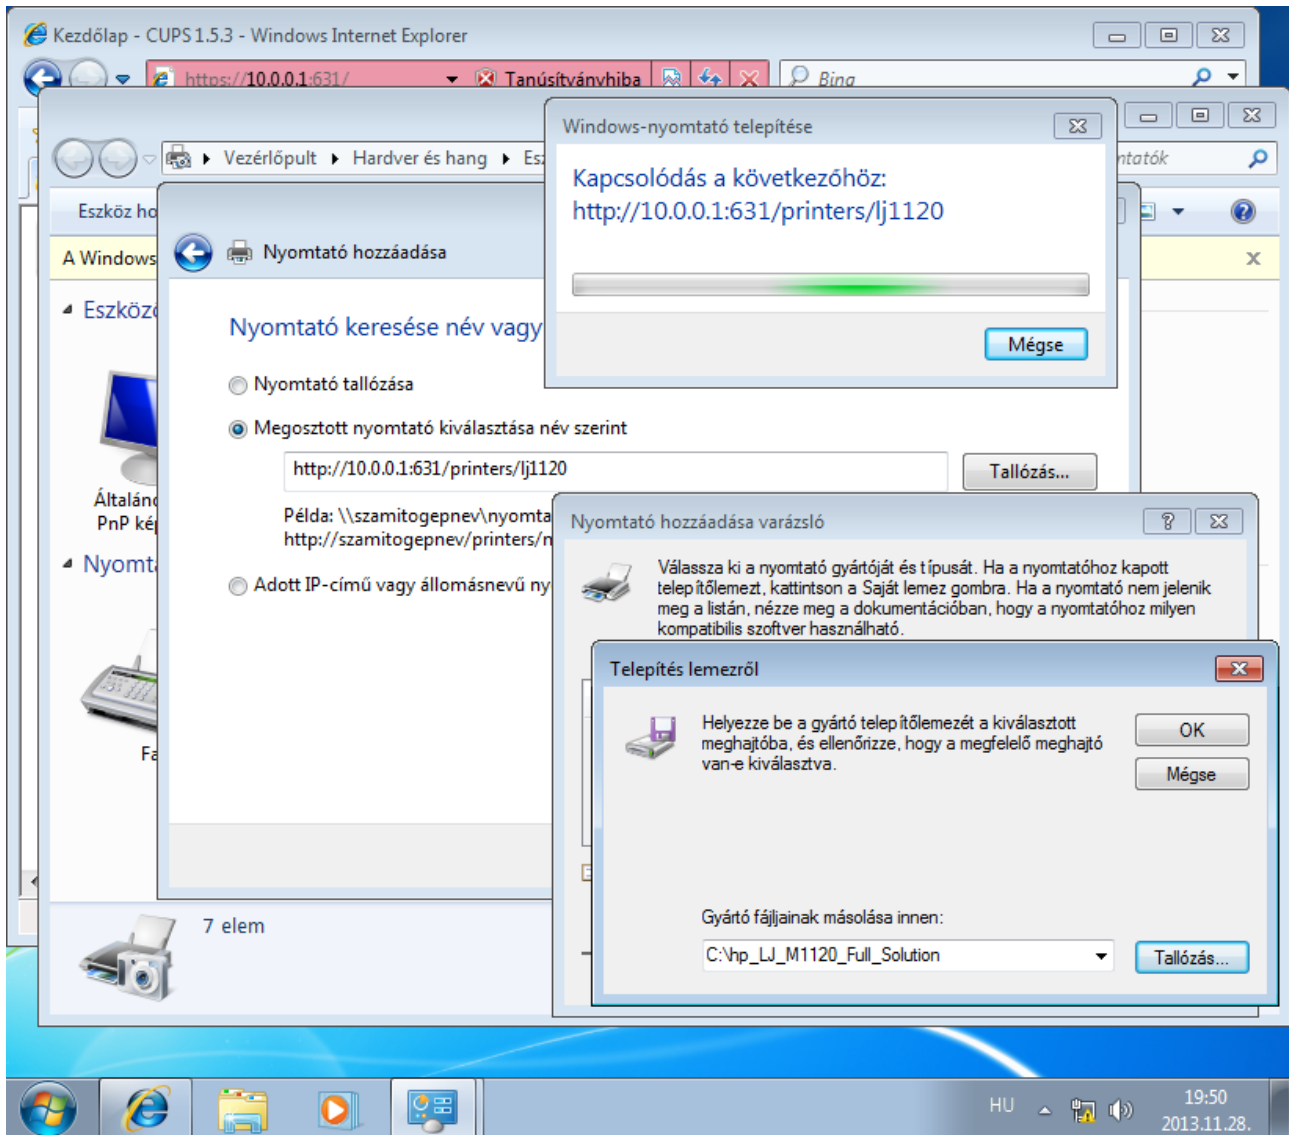 Kezdőlap - CUPS 1.5.3 - Windows Internet Explorer
https://10.0.0.1:631/
Tanúsítványhiba
Bing
Windows-nyomtató telepítése
Kapcsolódás a következőhöz:
http://10.0.0.1:631/printers/lj1120
Mégse
Vezérlőpult
Hardver és hang
Eszköz
A Windows
Nyomtató hozzáadása
Nyomtató keresése név vagy
Nyomtató tallózása
Megosztott nyomtató kiválasztása név szerint
http://10.0.0.1:631/printers/lj1120
Tallózás...
Példa: \\szamitogepnev\nyomta
http://szamitogepnev/printers/n
Adott IP-című vagy állomásnevű ny
PnP
7 elem
Nyomtató hozzáadása varázsló
Válassza ki a nyomtató gyártóját és típusát. Ha a nyomtatóhoz kapott
telepítőlemezt, kattintson a Saját lemez gombra. Ha a nyomtató nem jelenik
meg a listán, nézze meg a dokumentációban, hogy a nyomtatóhoz milyen
kompatibilis szoftver használható.
Telepítés lemezről
Helyezze be a gyártó telepítőlemezét a kiválasztott
meghajtóba, és ellenőrizze, hogy a megfelelő meghajtó
van-e kiválasztva.
OK
Mégse
Gyártó fájljainak másolása innen:
C:\hp_LJ_M1120_Full_Solution
Tallózás...
HU
19:50
2013.11.28.